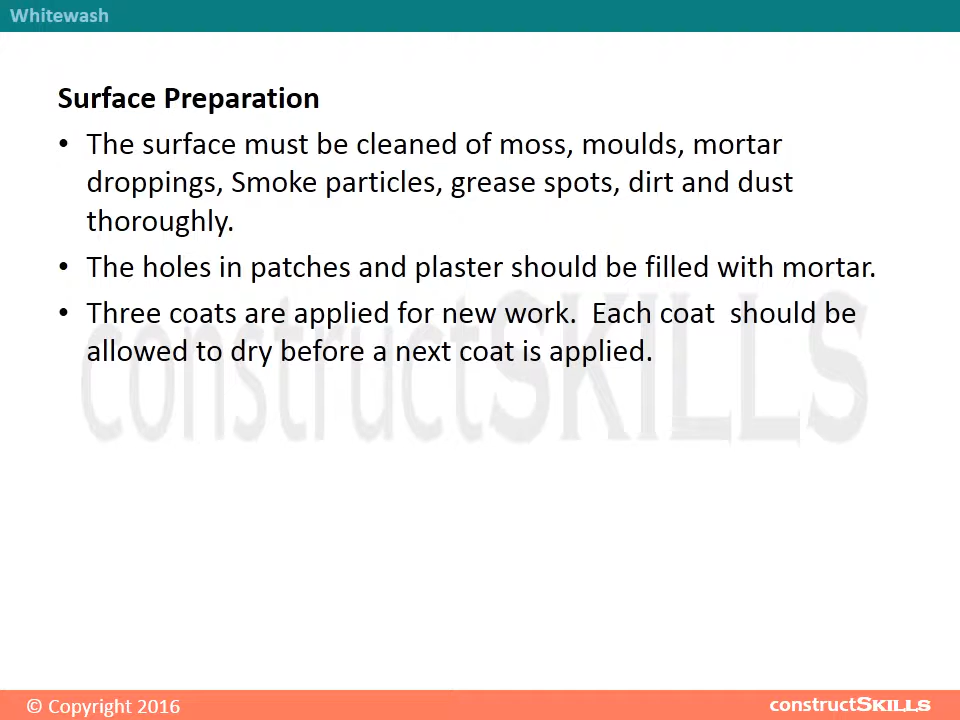 Whitewash
Surface Preparation
• The surface must be cleaned of moss, moulds, mortar
droppings, Smoke particles, grease spots, dirt and dust
thoroughly.
• The holes in patches and plaster should be filled with mortar.
• Three coats are applied for new work.  Each coat  should be
allowed to dry before a next coat is applied.
constructSKILLS
© Copyright 2016
constructSKILLS